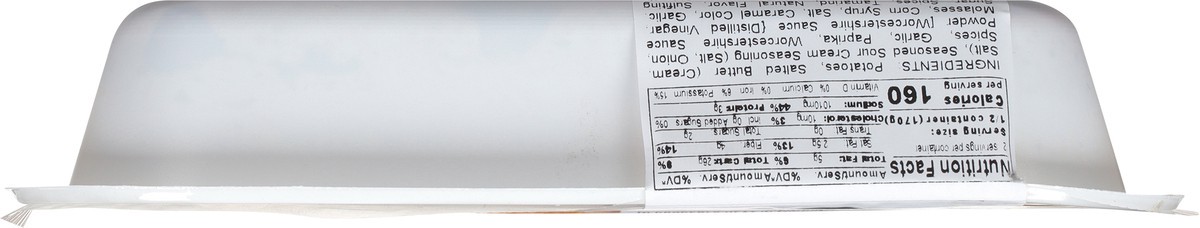 Nutrition Facts
2 servings per container
Serving size:
1/2 container (170g)
Calories 160
per serving
Amount/Serv. %DV* Amount/Serv. %DV*
Total Fat: 5g 6% Total Carb: 28g 8%
Sat Fat 2.5g 13% Fiber 4g 14%
Trans Fat 0g Total Sugars 2g
Cholesterol: 10mg 3% Incl 0g Added Sugars 0%
Sodium: 1010mg 44% Protein: 3g
Vitamin D 0% Calcium 0% Iron 6% Potassium 15%
INGREDIENTS: Potatoes, Salted Butter (Cream,
Salt), Seasoned Sour Cream Seasoning (Salt, Onion,
Spices, Garlic, Paprika, Worcestershire Sauce
Powder [Worcestershire Sauce {Distilled Vinegar,
Molasses, Corn Syrup, Salt, Caramel Color, Garlic
Sugar, Spices, Tamarind, Natural Flavor, Sulfiting